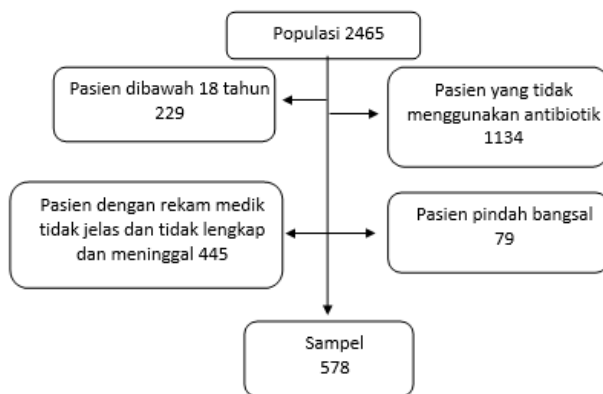 Populasi 2465
Pasien dibawah 18 tahun
229
Pasien yang tidak
menggunakan antibiotik
1134
Pasien dengan rekam medik
tidak jelas dan tidak lengkap
dan meninggal 445
Pasien pindah bangsal
79
Sampel
578